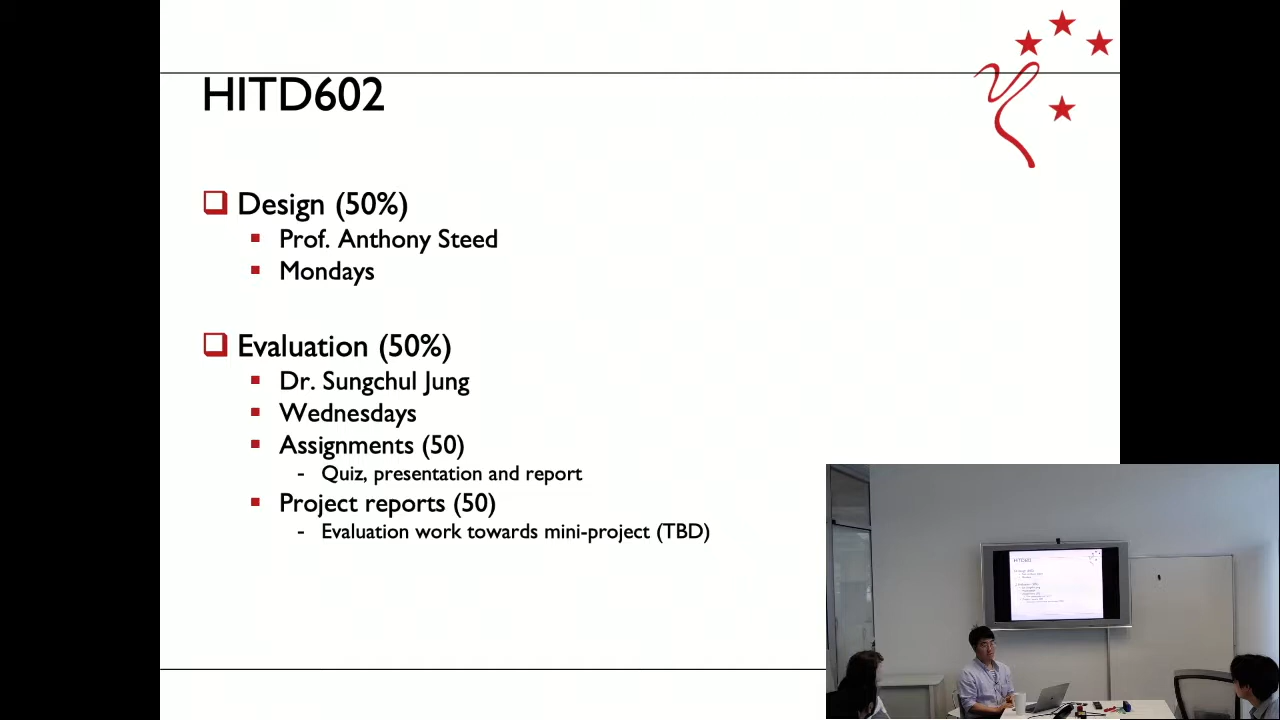 HITD602
Design (50%)
Prof. Anthony Steed
Mondays
Evaluation (50%)
Dr. Sungchul Jung
Wednesdays
Assignments (50)
- Quiz, presentation and report
Project reports (50)
- Evaluation work towards mini-project (TBD)